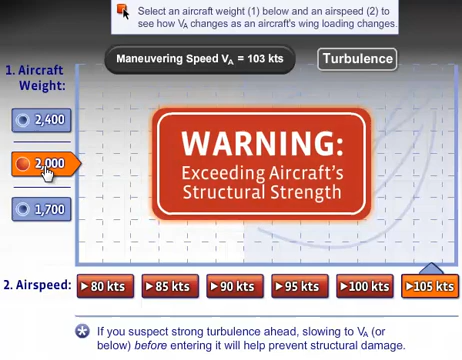 Select an aircraft weight (1) below and an airspeed (2) to
see how VA changes as an aircraft's wing loading changes.
Maneuvering Speed VA = 103 kts
Turbulence
1. Aircraft
Weight:
2,400
2,000
1,700
WARNING:
Exceeding Aircraft's
Structural Strength
2. Airspeed:
80 kts
85 kts
90 kts
95 kts
100 kts
105 kts
If you suspect strong turbulence ahead, slowing to VA (or
below) before entering it will help prevent structural damage.